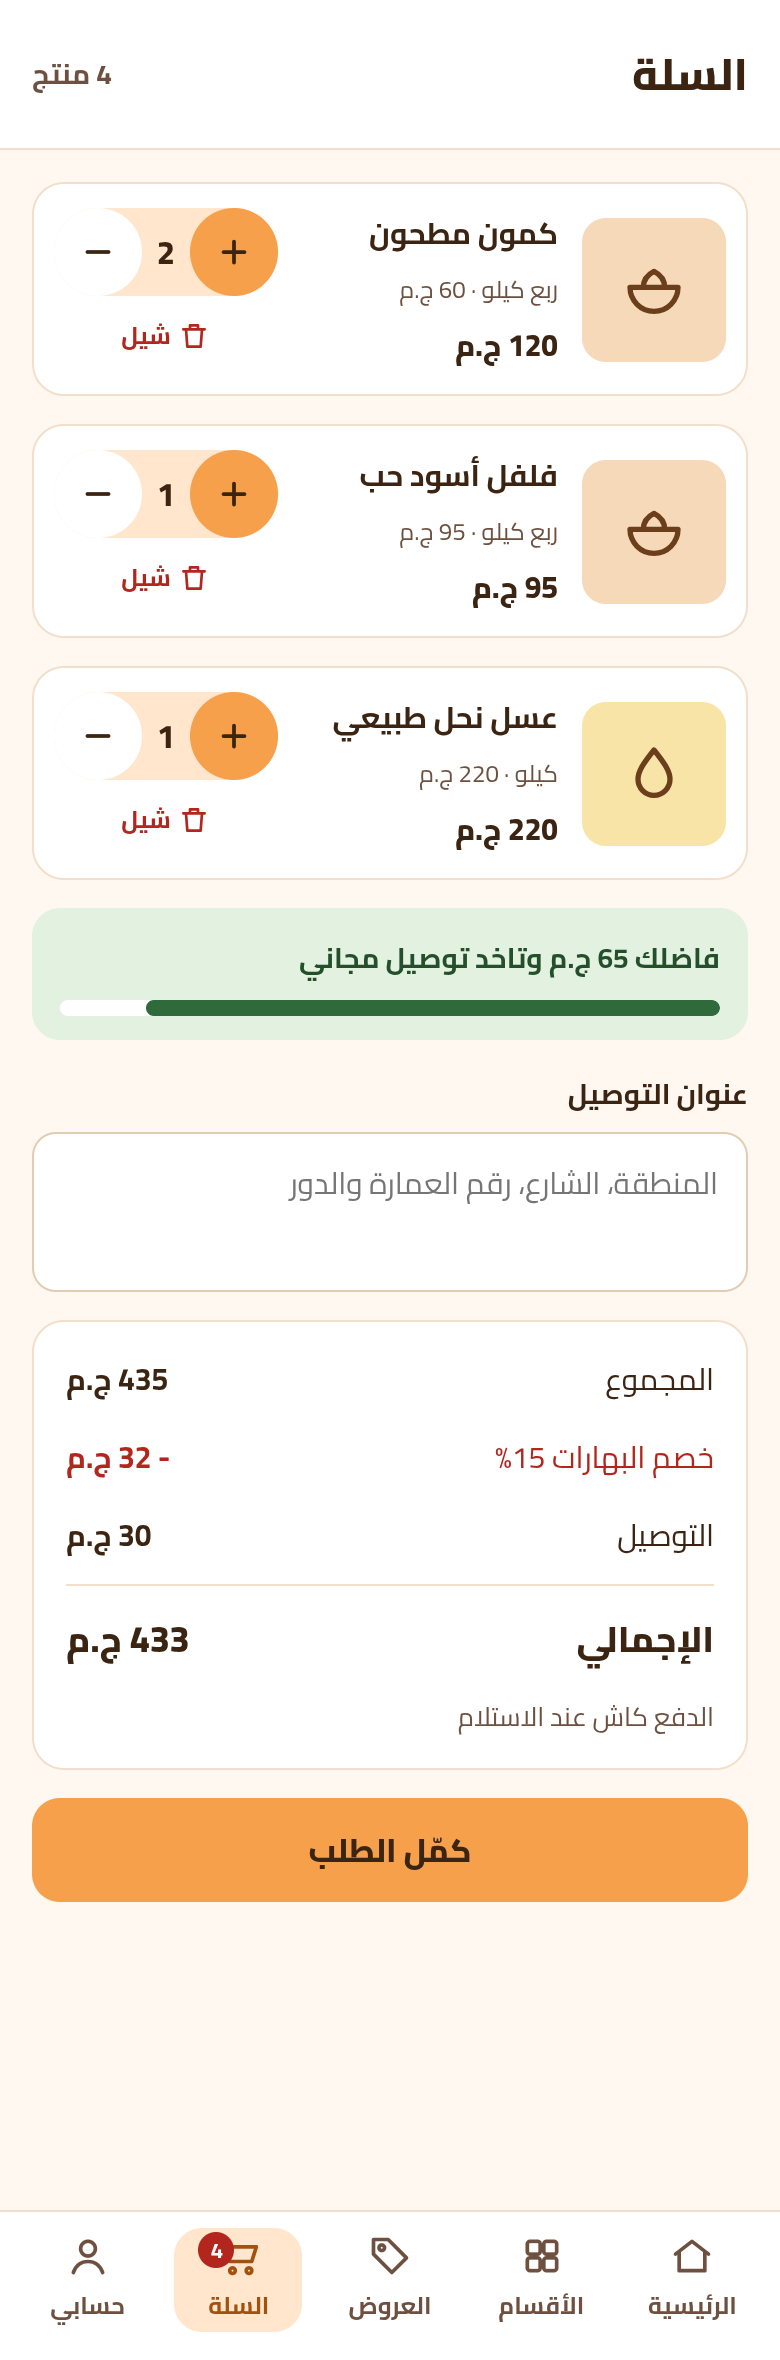 السلة
4 منتج
كمون مطحون
ربع كيلو · 60 ج.م
120 ج.م
2
شيل
فلفل أسود حب
ربع كيلو · 95 ج.م
95 ج.م
1
شيل
عسل نحل طبيعي
كيلو · 220 ج.م
220 ج.م
1
شيل
فاضلك 65 ج.م وتاخد توصيل مجاني
عنوان التوصيل
المنطقة، الشارع، رقم العمارة والدور
المجموع 435 ج.م
خصم البهارات 15% - 32 ج.م
التوصيل 30 ج.م
الإجمالي 433 ج.م
الدفع كاش عند الاستلام
كمّل الطلب
4
الرئيسية الأقسام العروض السلة حسابي